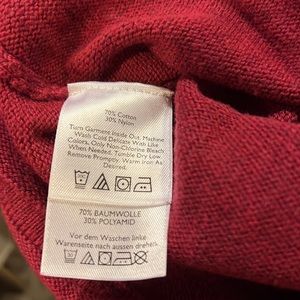 70% Cotton
30% Nylon
Turn Garment Inside Out. Machine
Wash Cold Delicate With Like
Colors. Only Non-Chlorine Bleach
When Needed. Tumble Dry Low.
Remove Promptly. Warm Iron As
Desired.
70% BAUMWOLLE
30% POLYAMID
Vor dem Waschen linke
Warenseite nach aussen drehen.